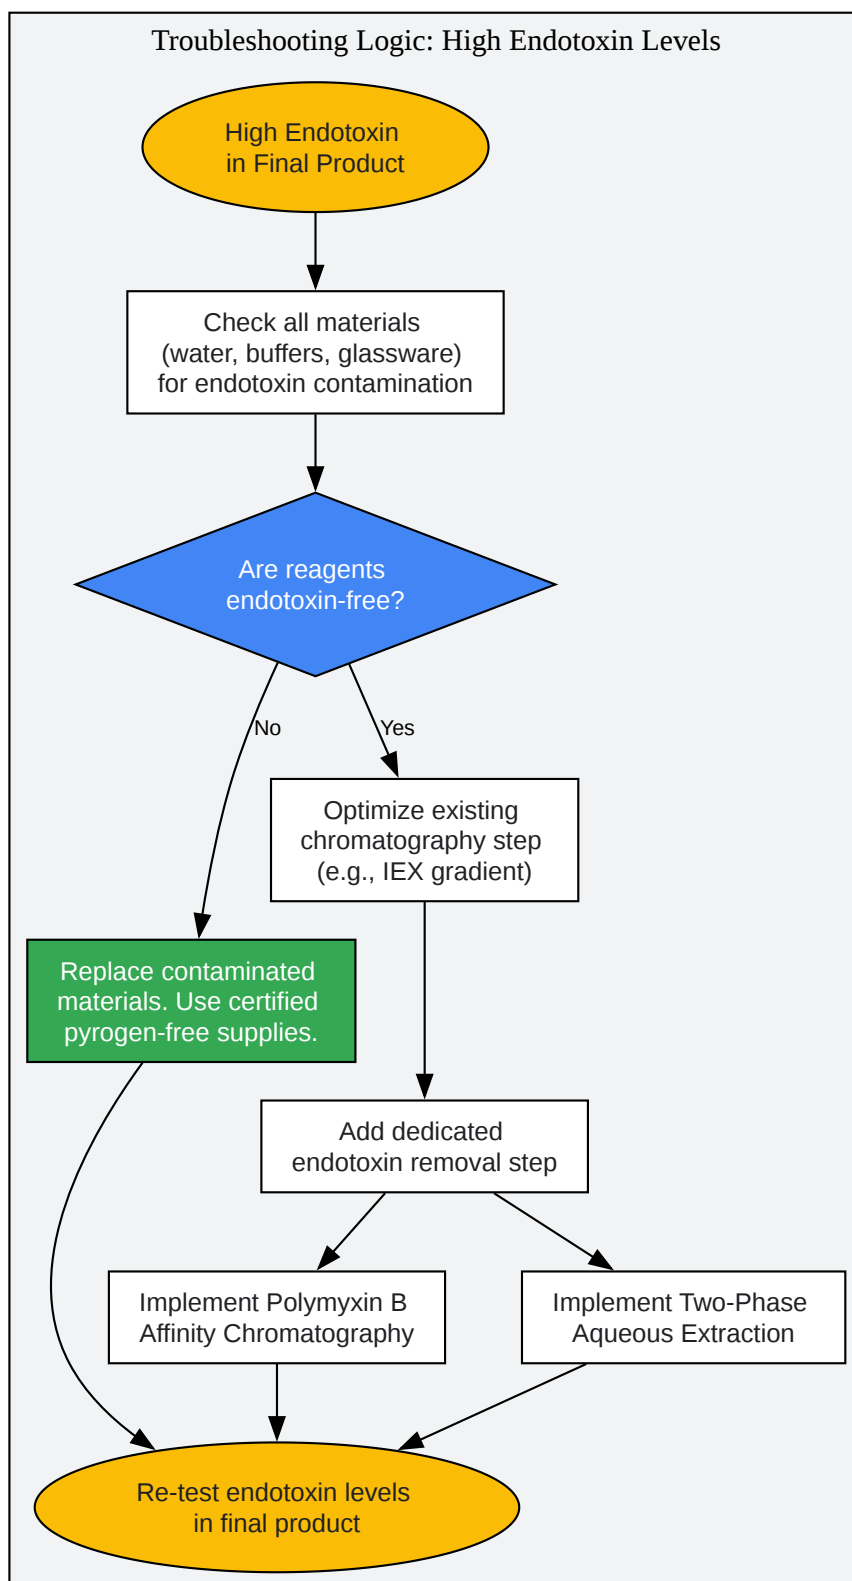 Troubleshooting Logic: High Endotoxin Levels
High Endotoxin
in Final Product
Check all materials
(water, buffers, glassware)
for endotoxin contamination
Are reagents
endotoxin-free?
No
Yes
Optimize existing
chromatography step
(e.g., IEX gradient)
Replace contaminated
materials. Use certified
pyrogen-free supplies.
Add dedicated
endotoxin removal step
Implement Polymyxin B
Affinity Chromatography
Implement Two-Phase
Aqueous Extraction
Re-test endotoxin levels
in final product